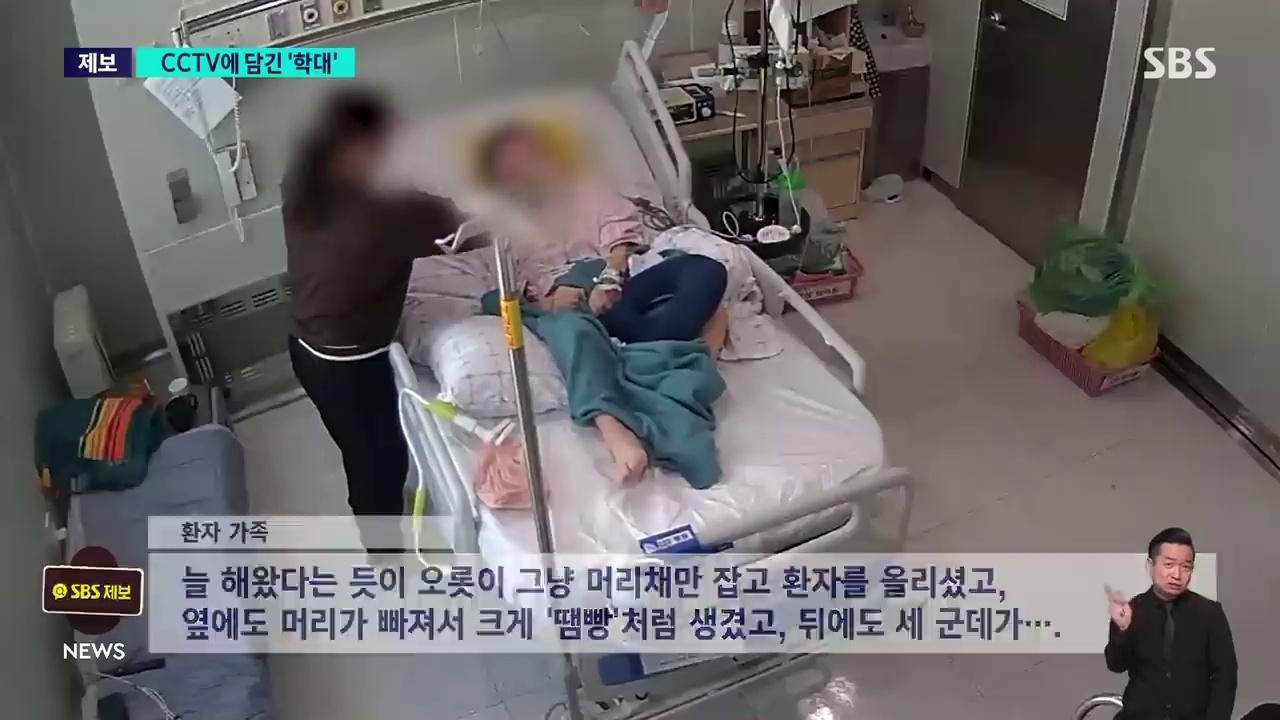 제보
CCTV에 담긴 '학대'
SBS
환자 가족
늘 해왔다는 듯이 오롯이 그냥 머리채만 잡고 환자를 올리셨고,
옆에도 머리가 빠져서 크게 '땜빵'처럼 생겼고, 뒤에도 세 군데가….
SBS 제보
NEWS